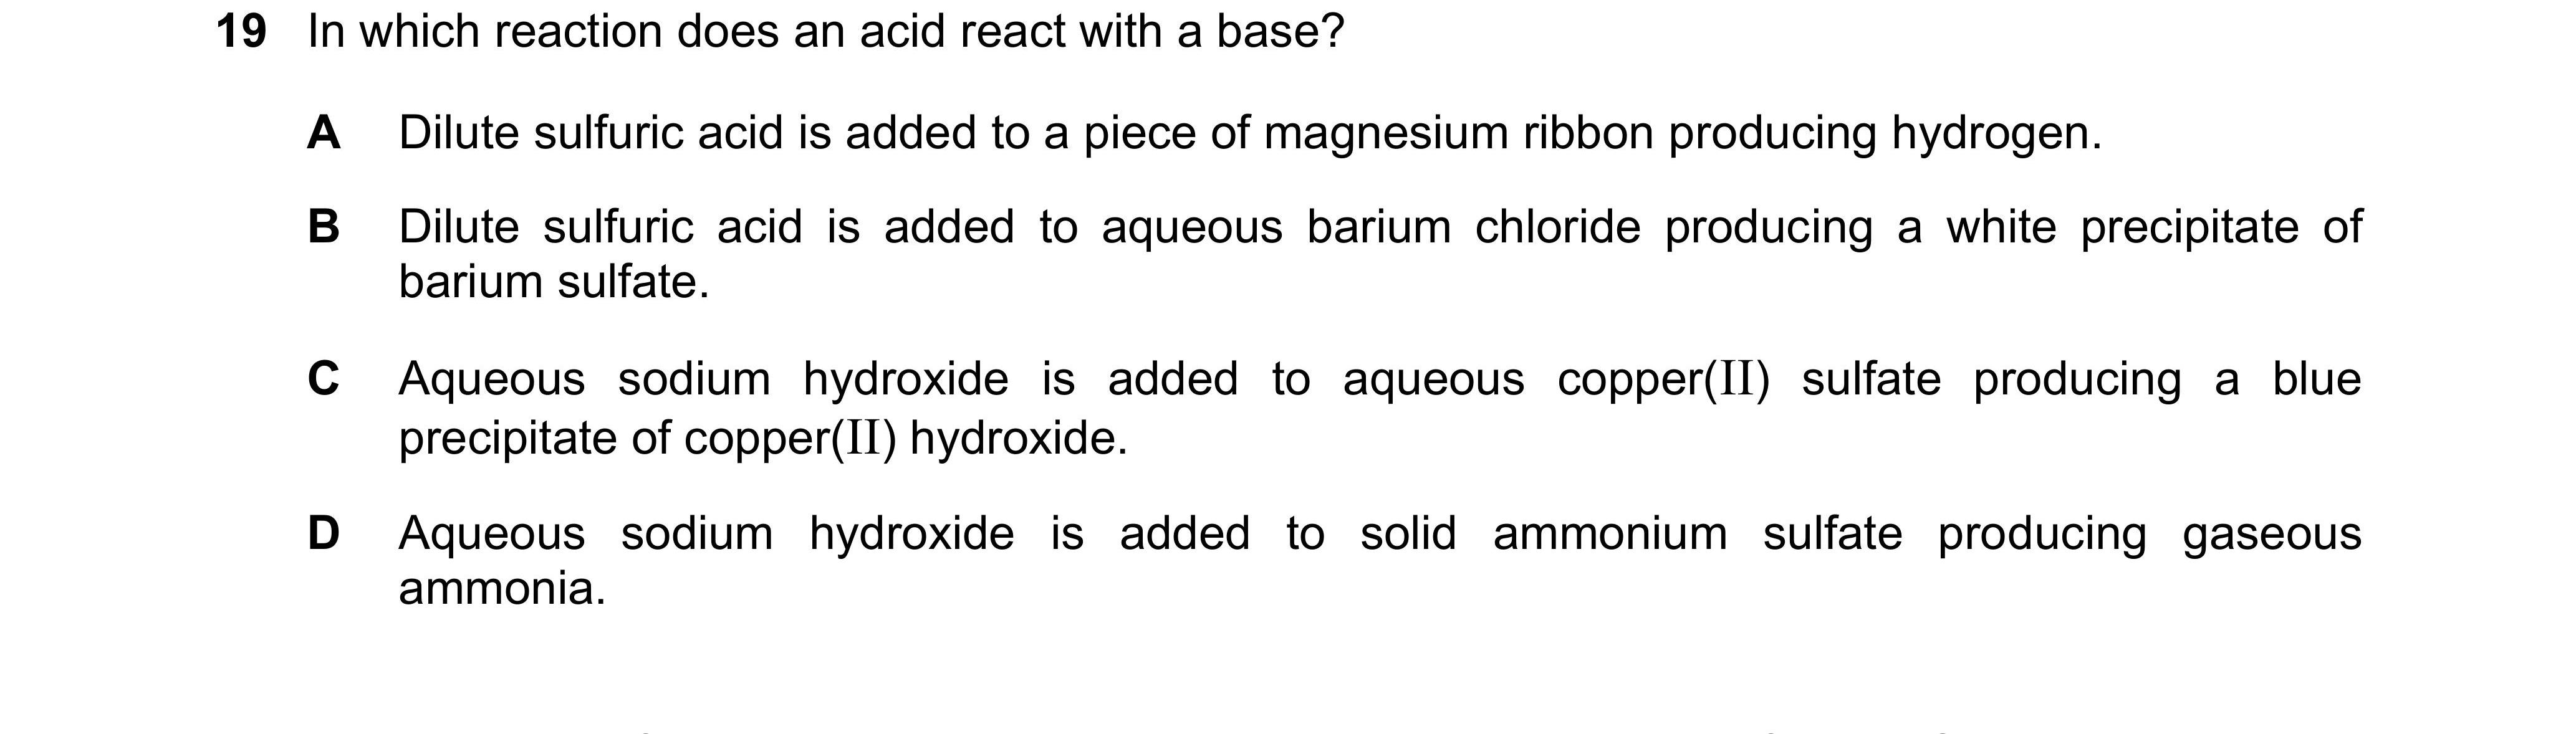 19 In which reaction does an acid react with a base?
A Dilute sulfuric acid is added to a piece of magnesium ribbon producing hydrogen.
B Dilute sulfuric acid is added to aqueous barium chloride producing a white precipitate of
barium sulfate.
C Aqueous sodium hydroxide is added to aqueous copper(II) sulfate producing a blue
precipitate of copper(II) hydroxide.
D Aqueous sodium hydroxide is added to solid ammonium sulfate producing gaseous
ammonia.